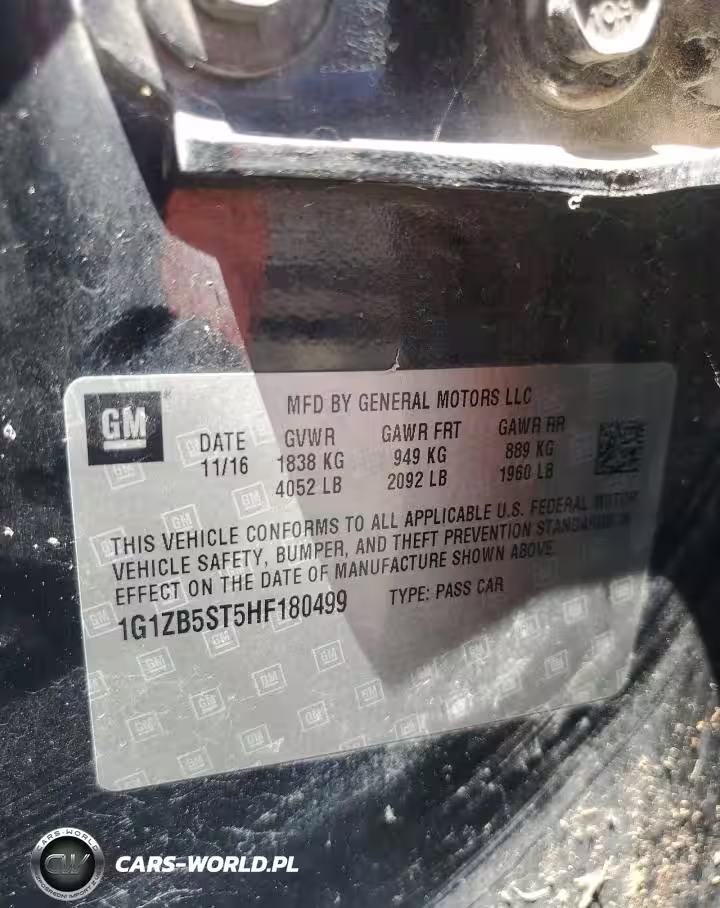 GM
MFD BY GENERAL MOTORS LLC
DATE GVWR GAWR FRT GAWR RR
11/16 1838 KG 949 KG 889 KG
4052 LB 2092 LB 1960 LB
THIS VEHICLE CONFORMS TO ALL APPLICABLE U.S. FEDERAL MOTOR
VEHICLE SAFETY, BUMPER, AND THEFT PREVENTION STANDARDS IN
EFFECT ON THE DATE OF MANUFACTURE SHOWN ABOVE.
1G1ZB5ST5HF180499 TYPE: PASS CAR
CARS-WORLD
CW
CARS-WORLD.PL